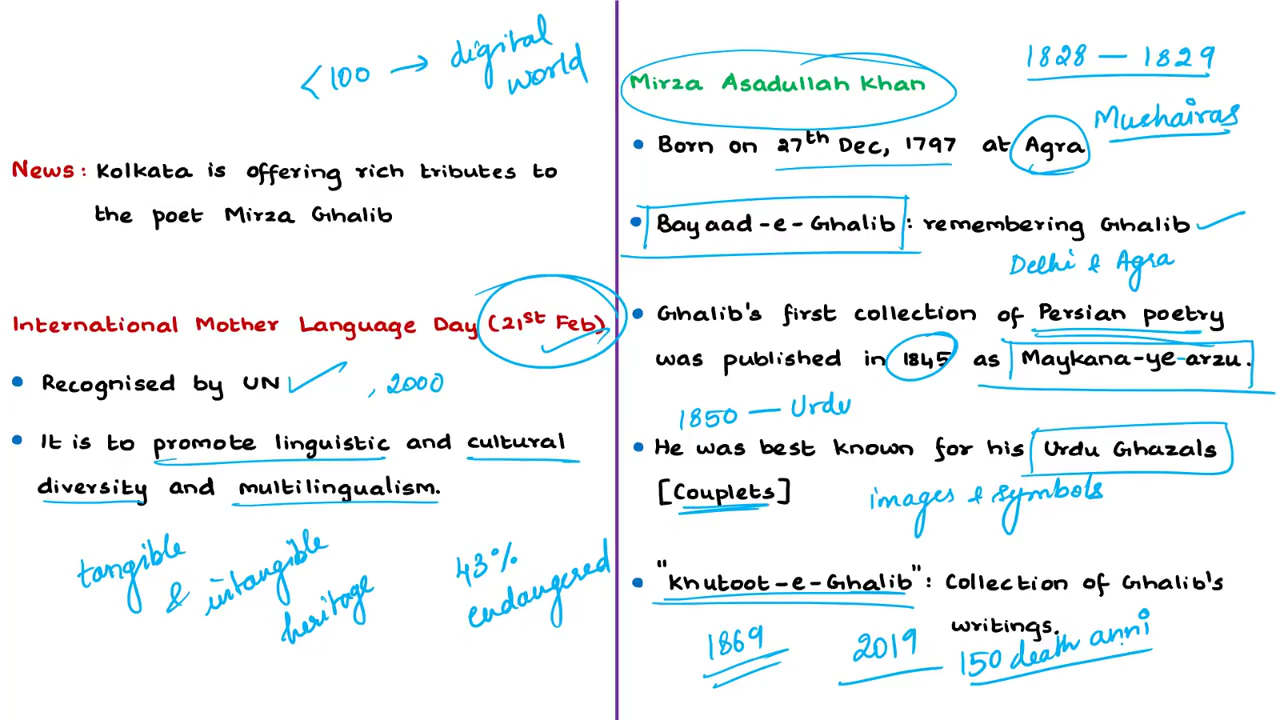 <100 → digital
world
News: Kolkata is offering rich tributes to
the poet Mirza Ghalib
International Mother Language Day (21st Feb)
• Recognised by UN ✓ , 2000
• It is to promote linguistic and cultural
diversity and multilingualism.
tangible
& intangible
heritage
43%
endangered
1828 — 1829
Mirza Asadullah Khan
Mushairas
• Born on 27th Dec, 1797 at Agra
• Bayaad-e-Ghalib : remembering Ghalib ✓
Delhi & Agra
• Ghalib's first collection of Persian poetry
was published in 1845 as Maykana-ye-arzu.
1850 — Urdu
• He was best known for his Urdu Ghazals
[Couplets]
images & symbols
• "Khutoot-e-Ghalib": Collection of Ghalib's
writings.
1869 2019 150 death anni